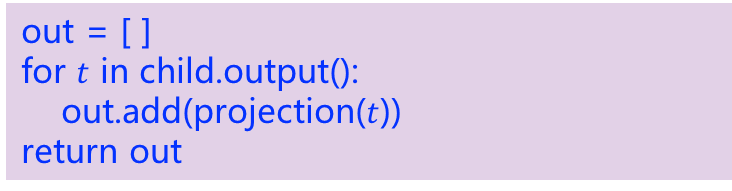 out = [ ]
for t in child.output():
out.add(projection(t))
return out